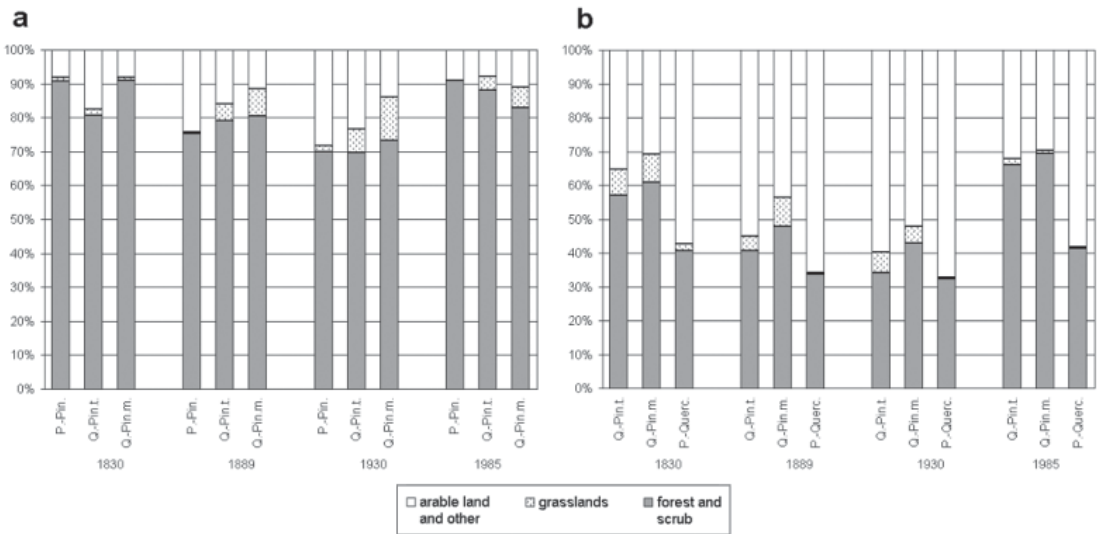 a
b
100%
90%
80%
70%
60%
50%
40%
30%
20%
10%
0%
100%
90%
80%
70%
60%
50%
40%
30%
20%
10%
0%
P.-Pin.
Q.-Pin.t.
Q.-Pin.m.
P.-Pin.
Q.-Pin.t.
Q.-Pin.m.
P.-Pin.
Q.-Pin.t.
Q.-Pin.m.
P.-Pin.
Q.-Pin.t.
Q.-Pin.m.
1830
1889
1930
1985
Q.-Pin.t.
Q.-Pin.m.
P.-Querc.
Q.-Pin.t.
Q.-Pin.m.
P.-Querc.
Q.-Pin.t.
Q.-Pin.m.
P.-Querc.
Q.-Pin.t.
Q.-Pin.m.
P.-Querc.
1830
1889
1930
1985
arable land
and other
grasslands
forest and
scrub